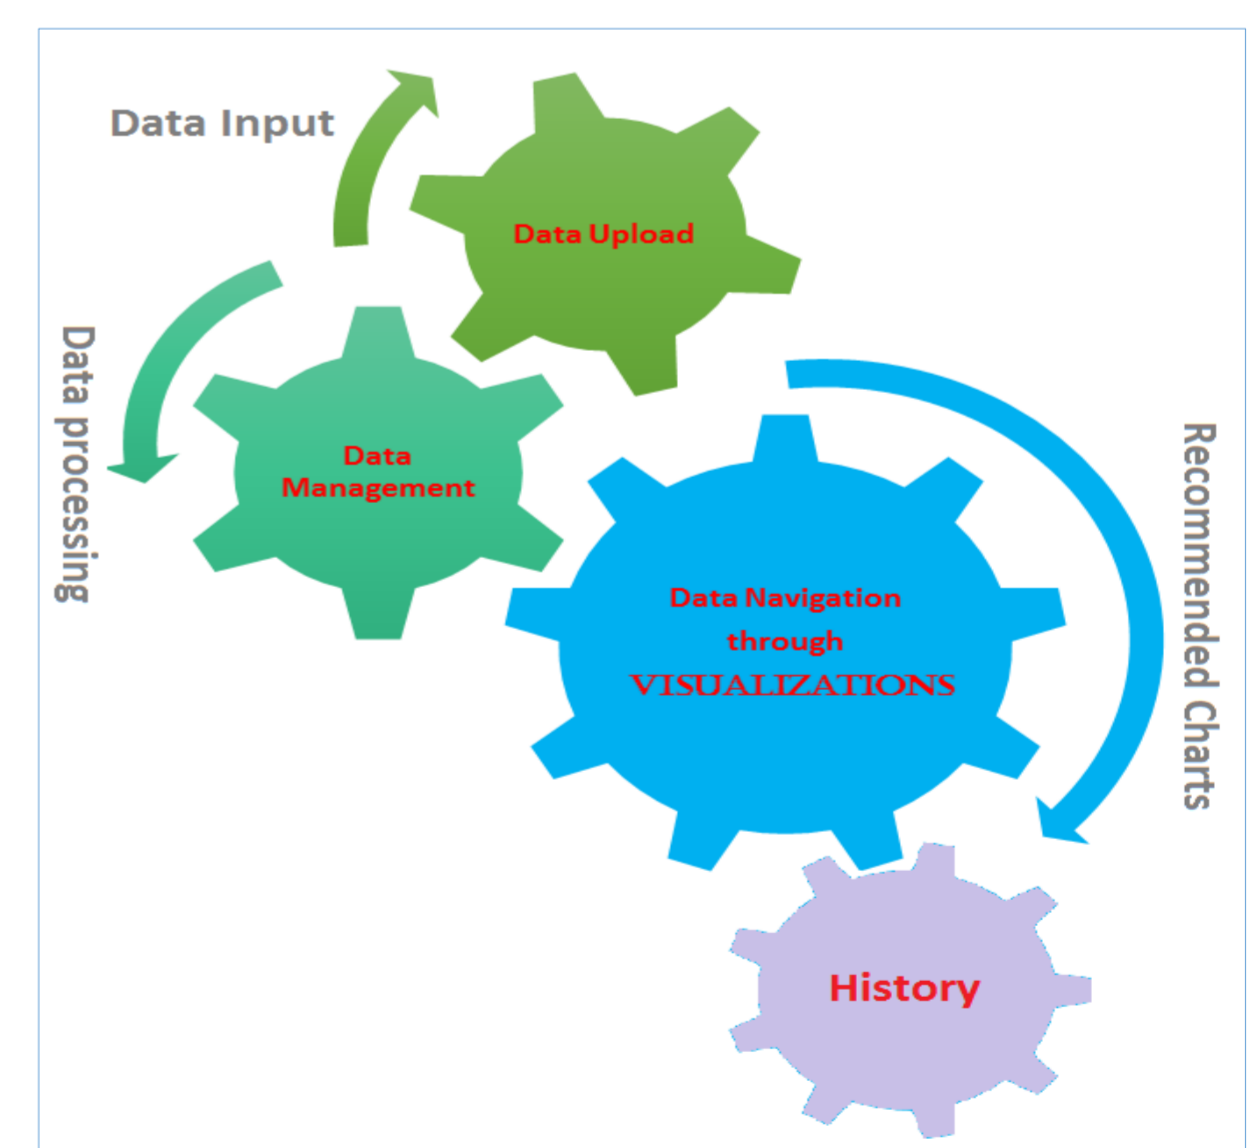 Data Input
Data Upload
Data processing
Data
Management
Recommended Charts
Data Navigation
through
VISUALIZATIONS
History